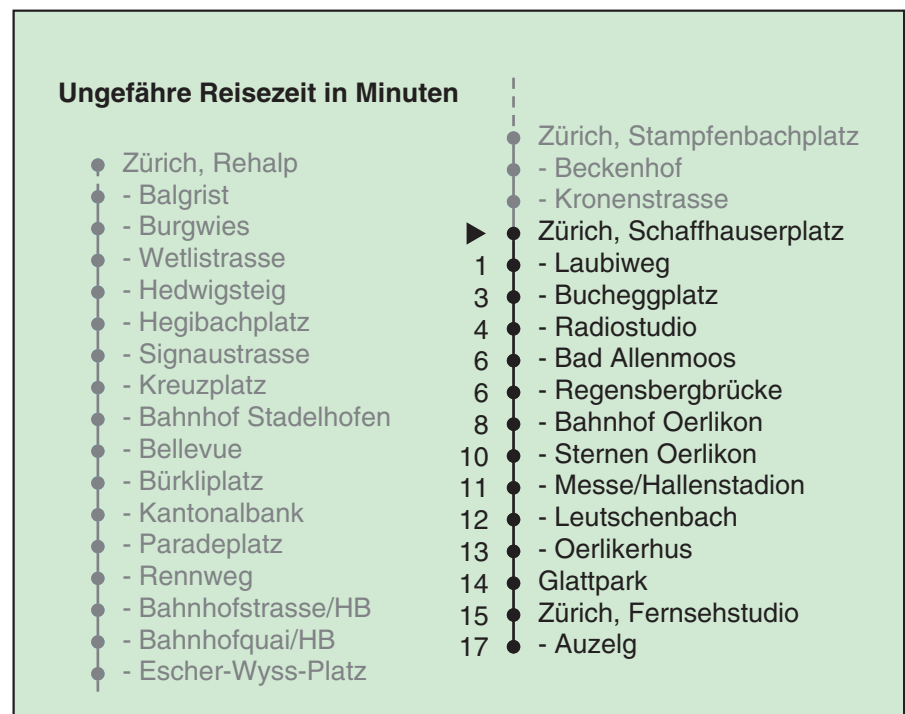 Ungefähre Reisezeit in Minuten
Zürich, Rehalp
- Balgrist
- Burgwies
- Wetlistrasse
- Hedwigsteig
- Hegibachplatz
- Signaustrasse
- Kreuzplatz
- Bahnhof Stadelhofen
- Bellevue
- Bürkliplatz
- Kantonalbank
- Paradeplatz
- Rennweg
- Bahnhofstrasse/HB
- Bahnhofquai/HB
- Escher-Wyss-Platz
Zürich, Stampfenbachplatz
- Beckenhof
- Kronenstrasse
Zürich, Schaffhauserplatz
1 - Laubiweg
3 - Bucheggplatz
4 - Radiostudio
6 - Bad Allenmoos
6 - Regensbergbrücke
8 - Bahnhof Oerlikon
10 - Sternen Oerlikon
11 - Messe/Hallenstadion
12 - Leutschenbach
13 - Oerlikerhus
14 Glattpark
15 Zürich, Fernsehstudio
17 - Auzelg